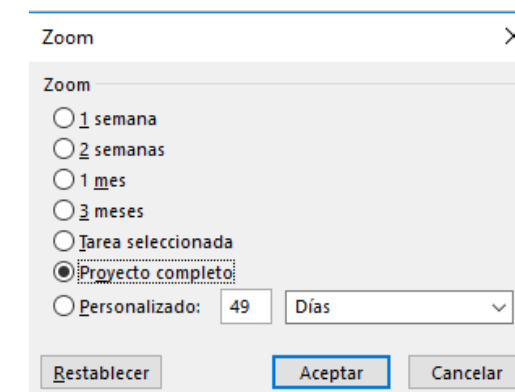 Zoom
Zoom
1 semana
2 semanas
1 mes
3 meses
Tarea seleccionada
Proyecto completo
Personalizado: 49 Días
Restablecer Aceptar Cancelar